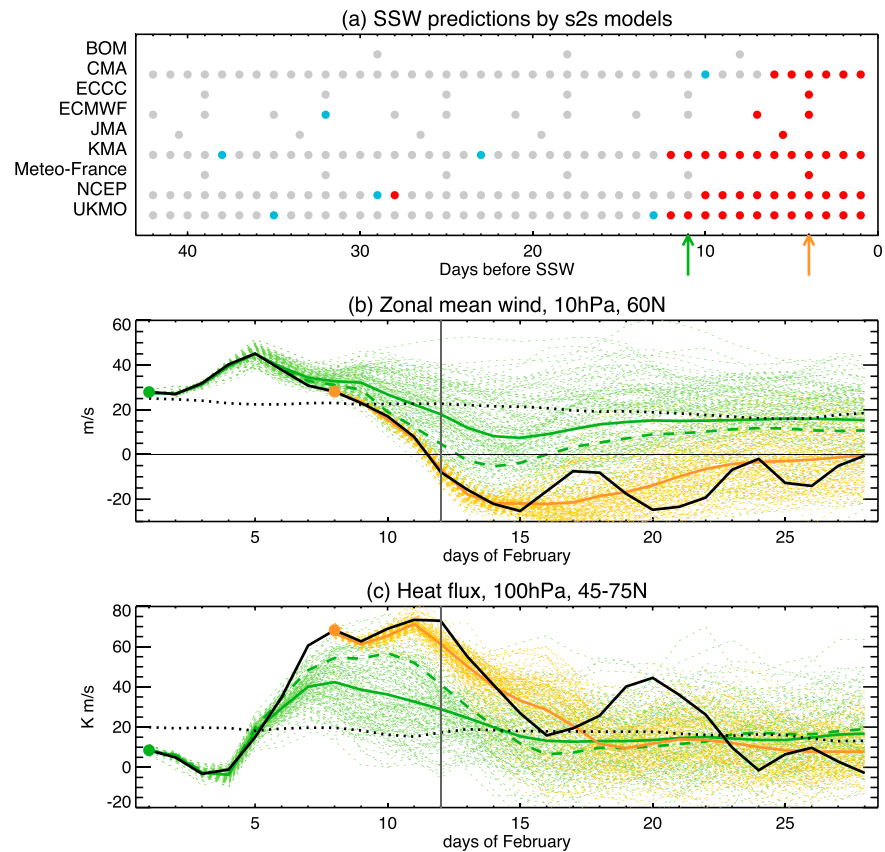 (a) SSW predictions by s2s models
BOM
CMA
ECCC
ECMWF
JMA
KMA
Meteo-France
NCEP
UKMO
40 30 20 10 0
Days before SSW
(b) Zonal mean wind, 10hPa, 60N
60
40
20
0
-20
m/s
5 10 15 20 25
days of February
(c) Heat flux, 100hPa, 45-75N
80
60
40
20
0
-20
K m/s
5 10 15 20 25
days of February